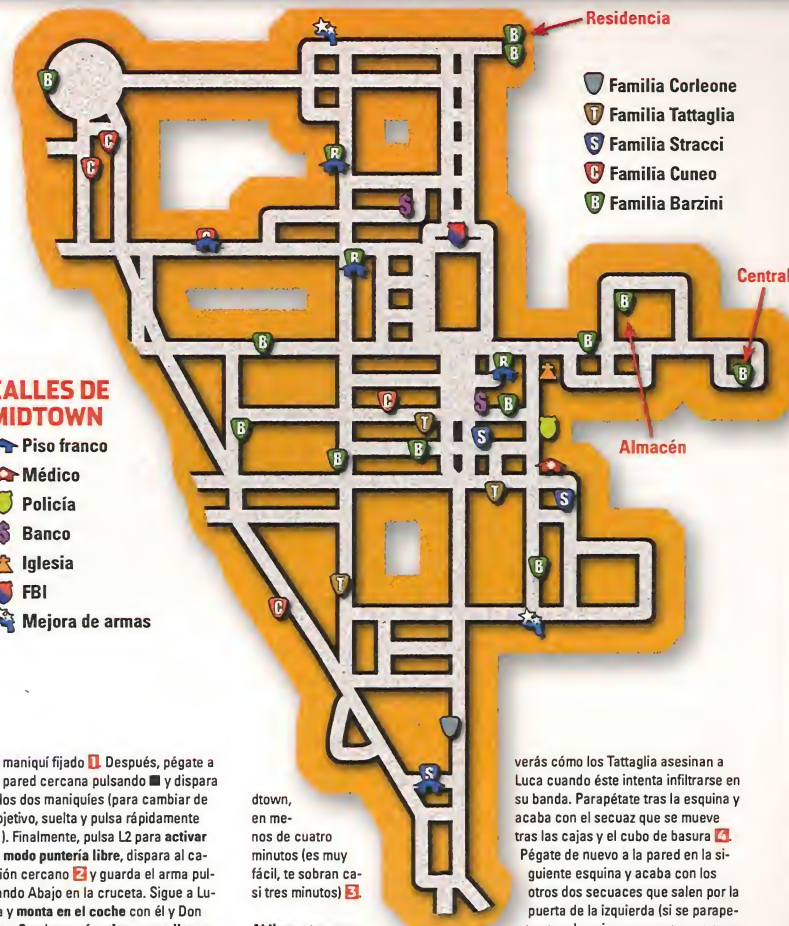 Residencia
Familia Corleone
T Familia Tattaglia
S Familia Stracci
C Familia Cuneo
B Familia Barzini
Central
Almacén
CALLES DE
MIDTOWN
Piso franco
Médico
Policía
$ Banco
Iglesia
FBI
Mejora de armas
maniquí fijado 1. Después, pégate a
pared cercana pulsando ■ y dispara
los dos maniquíes (para cambiar de
jetivo, suelta y pulsa rápidamente
). Finalmente, pulsa L2 para activar
modo puntería libre, dispara al ca-
ión cercano 2 y guarda el arma pul-
ando Abajo en la cruceta. Sigue a Lu-
a y monta en el coche con él y Don
dtown,
en me-
nos de cuatro
minutos (es muy
fácil, te sobran ca-
si tres minutos) 3.
verás cómo los Tattaglia asesinan a
Luca cuando éste intenta infiltrarse en
su banda. Parapétate tras la esquina y
acaba con el secuaz que se mueve
tras las cajas y el cubo de basura 4.
Pégate de nuevo a la pared en la si-
guiente esquina y acaba con los
otros dos secuaces que salen por la
puerta de la izquierda (si se parape-